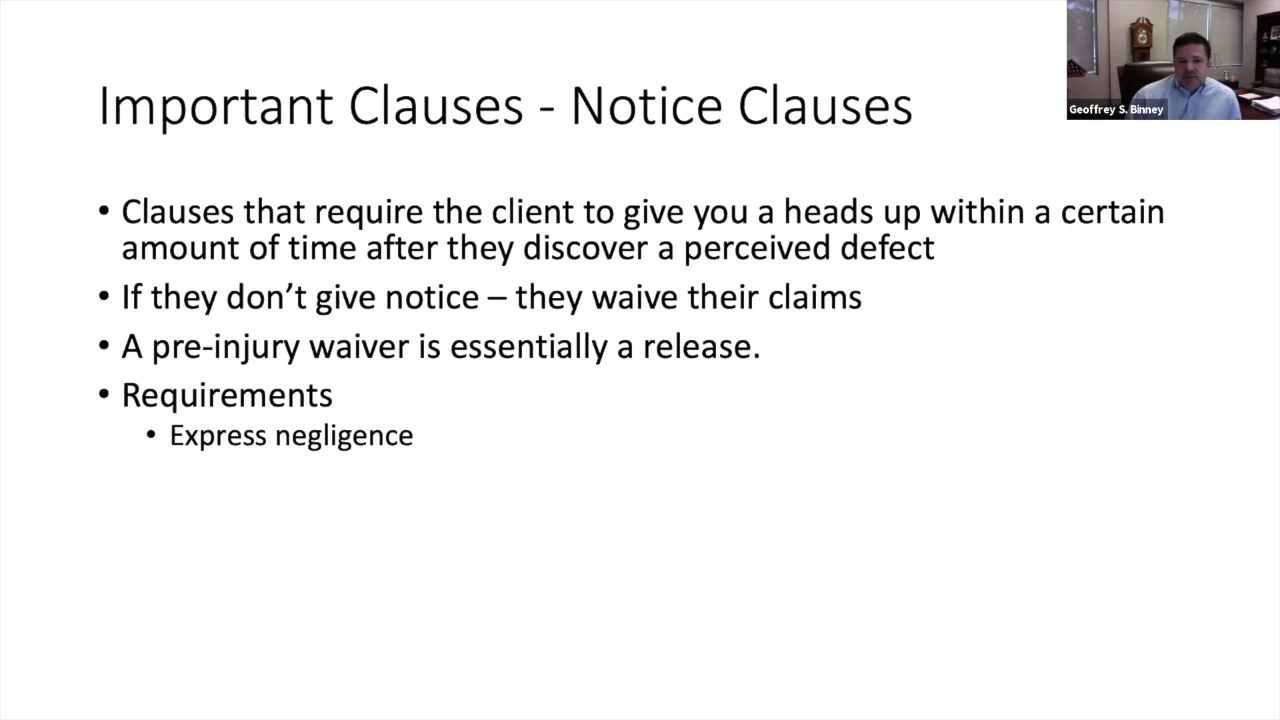 Important Clauses - Notice Clauses
Geoffrey S. Binney
• Clauses that require the client to give you a heads up within a certain
amount of time after they discover a perceived defect
• If they don’t give notice – they waive their claims
• A pre-injury waiver is essentially a release.
• Requirements
• Express negligence